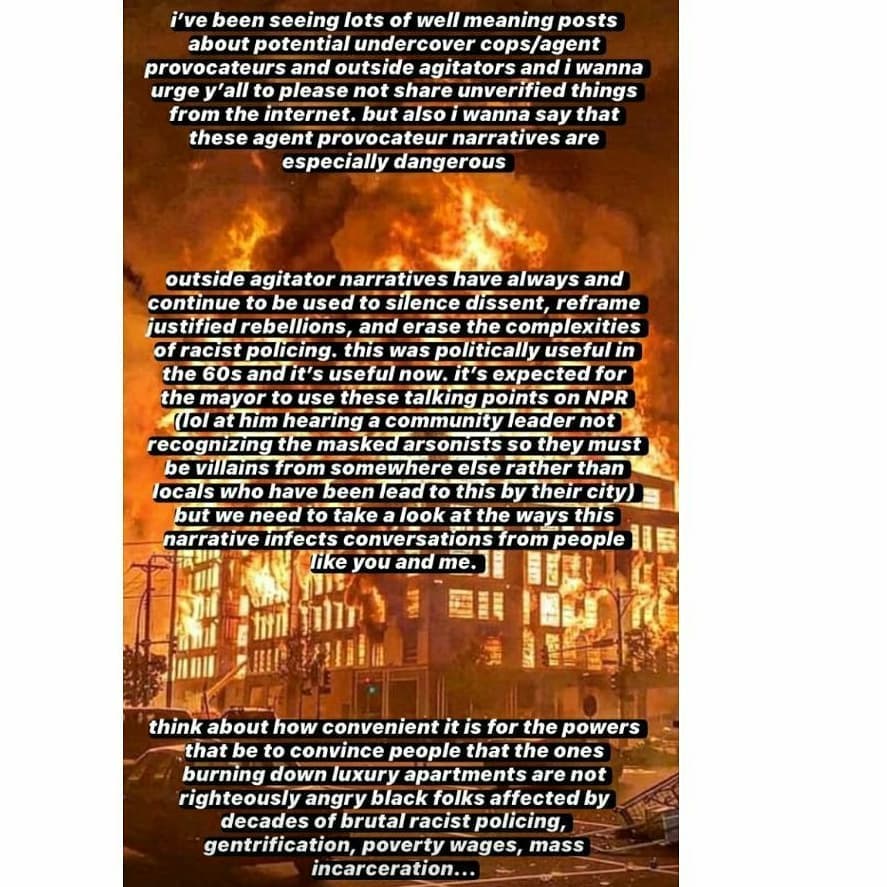 i've been seeing lots of well meaning posts
about potential undercover cops/agent
provocateurs and outside agitators and i wanna
urge y'all to please not share unverified things
from the internet. but also i wanna say that
these agent provocateur narratives are
especially dangerous
outside agitator narratives have always and
continue to be used to silence dissent, reframe
justified rebellions, and erase the complexities
of racist policing. this was politically useful in
the 60s and it's useful now. it's expected for
the mayor to use these talking points on NPR
(lol at him hearing a community leader not
recognizing the masked arsonists so they must
be villains from somewhere else rather than
locals who have been lead to this by their city)
but we need to take a look at the ways this
narrative infects conversations from people
like you and me.
think about how convenient it is for the powers
that be to convince people that the ones
burning down luxury apartments are not
righteously angry black folks affected by
decades of brutal racist policing,
gentrification, poverty wages, mass
incarceration...